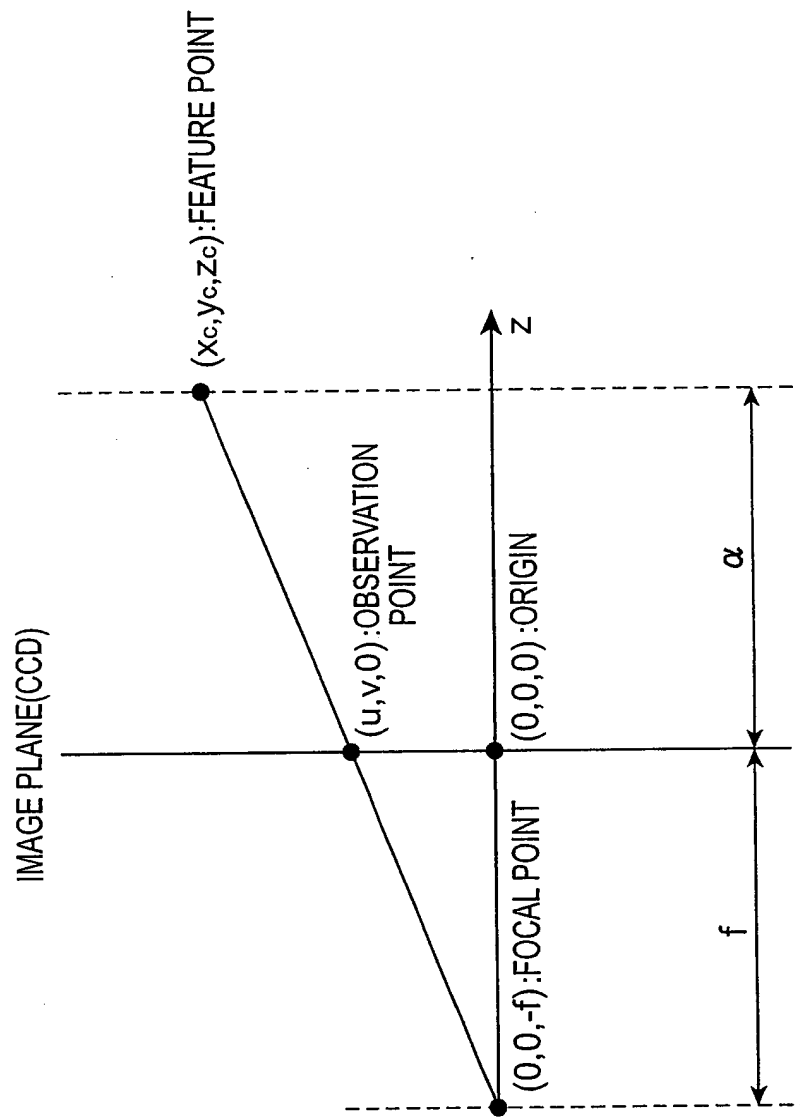 IMAGE PLANE(CCD)
(xc,yc,zc):FEATURE POINT
(u,v,0):OBSERVATION
POINT
z
(0,0,0):ORIGIN
(0,0,-f):FOCAL POINT
f
α